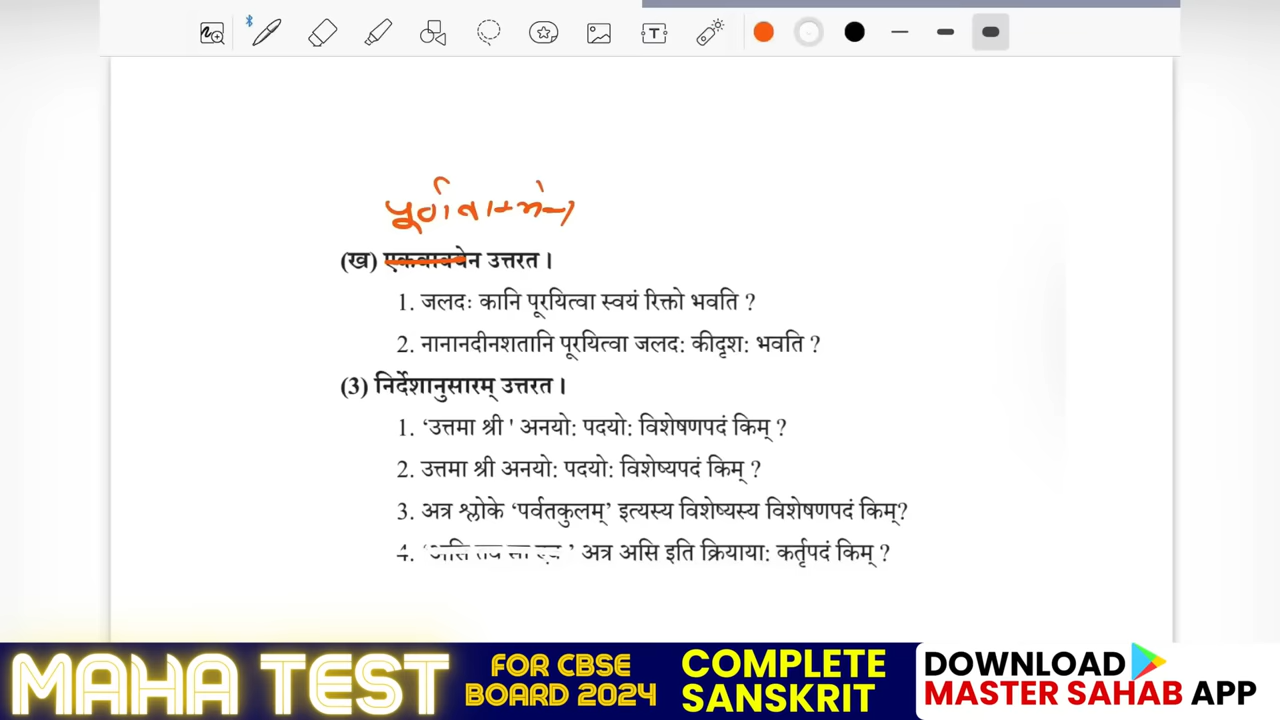 पूर्णवाक्येन
(ख) एकवाक्येन उत्तरत ।
1. जलदः कानि पूरयित्वा स्वयं रिक्तो भवति ?
2. नानानदीनशतानि पूरयित्वा जलद: कीदृश: भवति ?
(3) निर्देशानुसारम् उत्तरत ।
1. ‘उत्तमा श्री ' अनयो: पदयो: विशेषणपदं किम् ?
2. उत्तमा श्री अनयो: पदयो: विशेष्यपदं किम् ?
3. अत्र श्लोके ‘पर्वतकुलम्’ इत्यस्य विशेष्यस्य विशेषणपदं किम्?
4. ’ अत्र असि इति क्रियाया: कर्तृपदं किम् ?
MAHA TEST
FOR CBSE
BOARD 2024
COMPLETE
SANSKRIT
DOWNLOAD
MASTER SAHAB APP